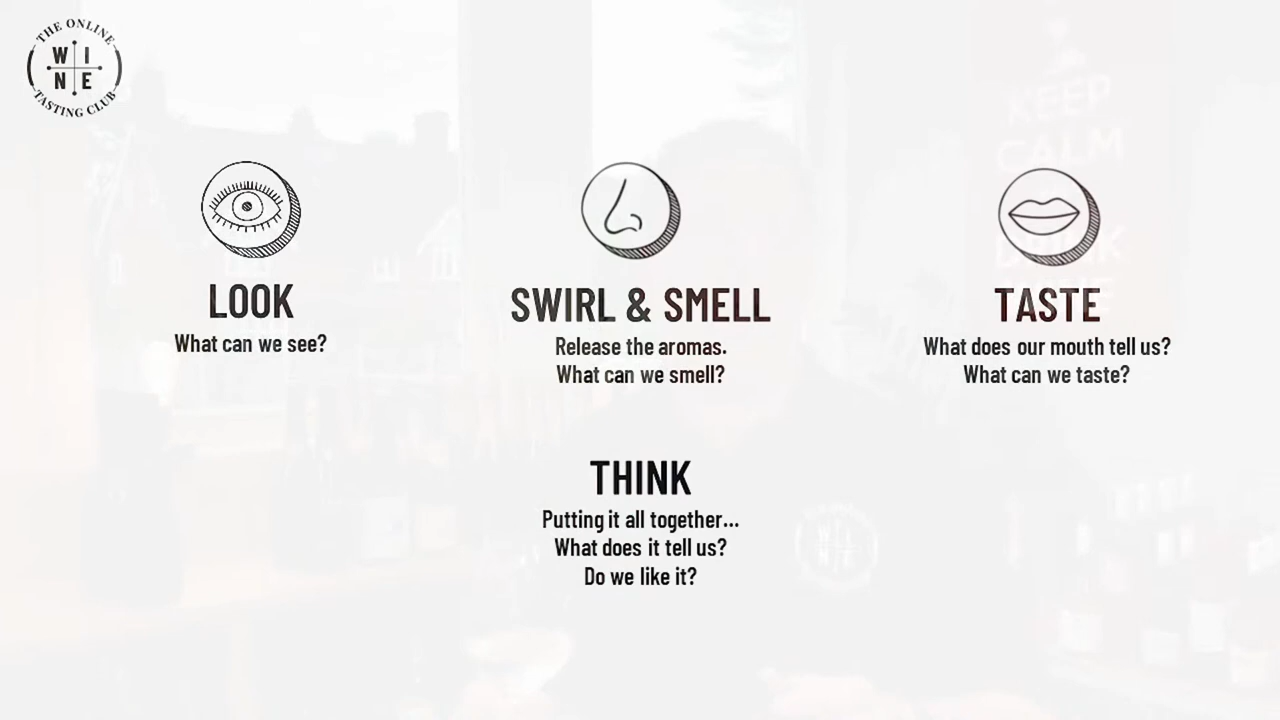 THE ONLINE
W I
N E
TASTING CLUB
LOOK
What can we see?
SWIRL & SMELL
Release the aromas.
What can we smell?
TASTE
What does our mouth tell us?
What can we taste?
THINK
Putting it all together...
What does it tell us?
Do we like it?
KEEP
CALM
W I
N E